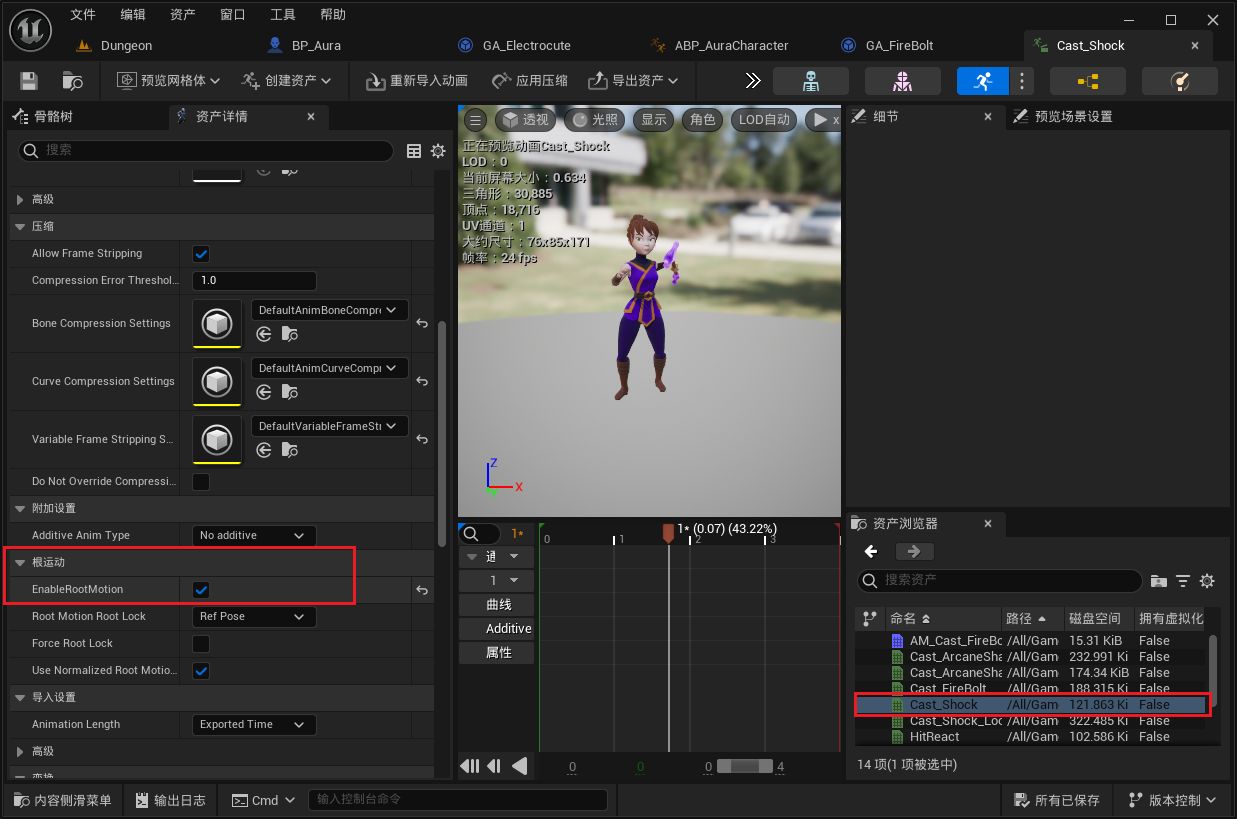 文件 编辑 资产 窗口 工具 帮助
Dungeon BP_Aura GA_Electrocute ABP_AuraCharacter GA_FireBolt Cast_Shock
预览网格体 创建资产 重新导入动画 应用压缩 导出资产
骨骼树 资产详情
搜索
高级
压缩
Allow Frame Stripping
Compression Error Threshol... 1.0
Bone Compression Settings DefaultAnimBoneCompre
Curve Compression Settings DefaultAnimCurveCompr
Variable Frame Stripping S... DefaultVariableFrameStr
Do Not Override Compressi...
附加设置
Additive Anim Type No additive
根运动
EnableRootMotion
Root Motion Root Lock Ref Pose
Force Root Lock
Use Normalized Root Motio...
导入设置
Animation Length Exported Time
高级
变换
透视 光照 显示 角色 LOD自动 x
正在预览动画Cast_Shock
LOD：0
当前屏幕大小：0.634
三角形：30,885
顶点：18,716
UV通道：1
大约尺寸：76x85x171
帧率：24 fps
Z
X
Y
1* 1* (0.07) (43.22%)
0 1 2 3
通
1
曲线
Additive
属性
0 0 0 4
细节 预览场景设置
资产浏览器
搜索资产
命名 路径 磁盘空间 拥有虚拟化
AM_Cast_FireBo /All/Gam 15.31 KiB False
Cast_ArcaneSha /All/Gam 232.991 Ki False
Cast_ArcaneSha /All/Gam 174.34 KiB False
Cast_FireBolt /All/Gam 188.315 Ki False
Cast_Shock /All/Gam 121.863 Ki False
Cast_Shock_Loo /All/Gam 322.485 Ki False
HitReact /All/Gam 102.586 Ki False
14 项(1 项被选中)
内容侧滑菜单 输出日志 Cmd 输入控制台命令 所有已保存 版本控制